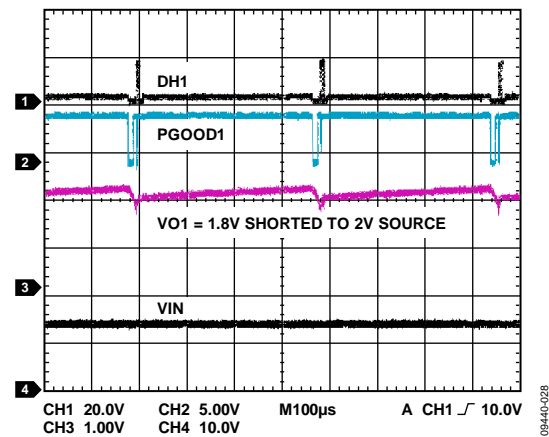 DH1
1
PGOOD1
2
VO1 = 1.8V SHORTED TO 2V SOURCE
3
VIN
4
CH1 20.0V CH2 5.00V M100µs A CH1 10.0V
CH3 1.00V CH4 10.0V
09440-028